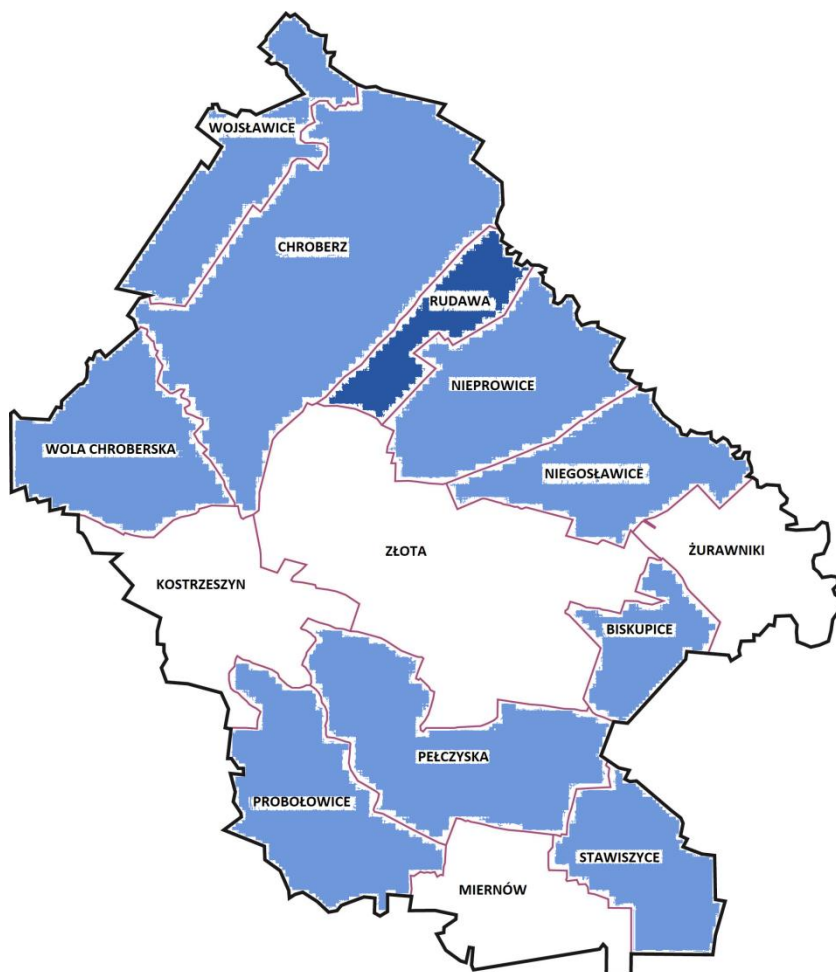 WOJSŁAWICE
CHROBERZ
RUDAWA
NIEPROWICE
WOLA CHROBERSKA
NIEGOSŁAWICE
ZŁOTA
ŻURAWNIKI
KOSTRZESZYN
BISKUPICE
PEŁCZYSKA
PROBOŁOWICE
STAWISZYCE
MIERNÓW